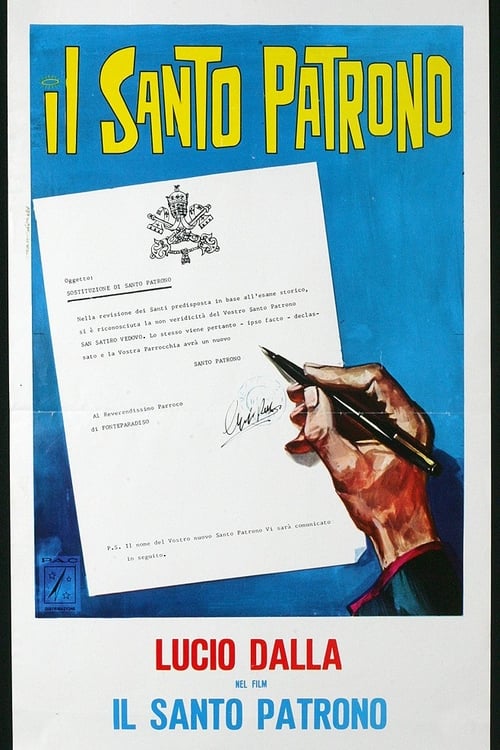 il SANTO PATRONO
Oggetto:
SOSTITUZIONE DI SANTO PATRONO
Nella revisione dei Santi predisposta in base all'esame storico,
si è riconosciuta la non veridicità del Vostro Santo Patrono
SAN SATIRO VEDOVO. Lo stesso viene pertanto - ipso facto - declas-
sato e la Vostra Parrocchia avrà un nuovo
SANTO PATRONO
Al Reverendissimo Parroco
di FONTEPARADISO
P.S. Il nome del Vostro nuovo Santo Patrono Vi sarà comunicato
in seguito.
P.A.C.
DISTRIBUZIONE
LUCIO DALLA
NEL FILM
IL SANTO PATRONO